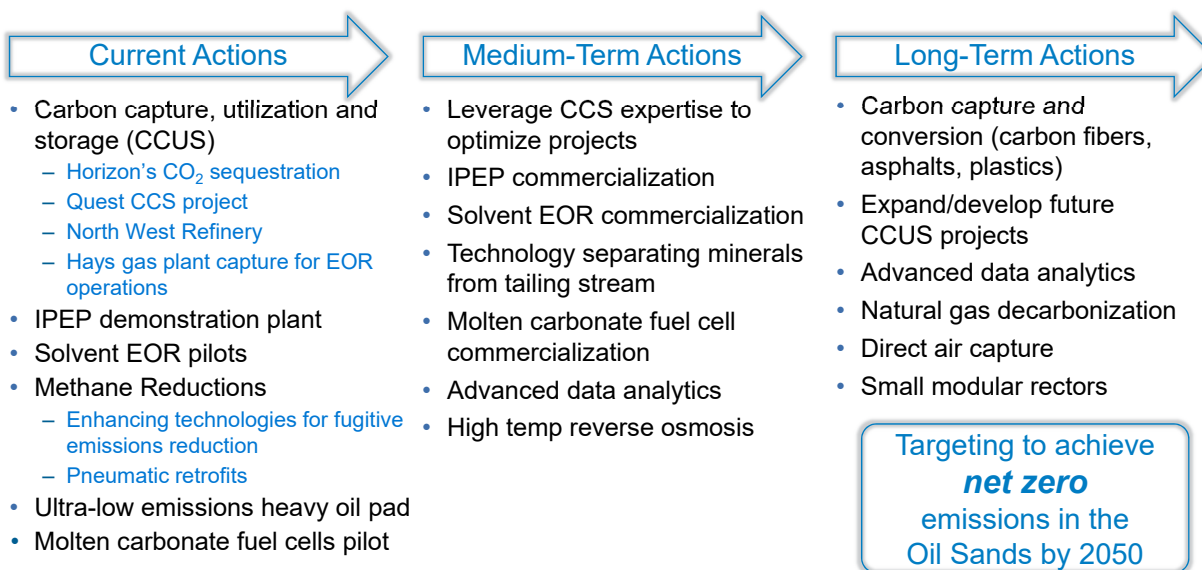 Current Actions
• Carbon capture, utilization and
storage (CCUS)
– Horizon's CO₂ sequestration
– Quest CCS project
– North West Refinery
– Hays gas plant capture for EOR
operations
• IPEP demonstration plant
• Solvent EOR pilots
• Methane Reductions
– Enhancing technologies for fugitive
emissions reduction
– Pneumatic retrofits
• Ultra-low emissions heavy oil pad
• Molten carbonate fuel cells pilot
Medium-Term Actions
• Leverage CCS expertise to
optimize projects
• IPEP commercialization
• Solvent EOR commercialization
• Technology separating minerals
from tailing stream
• Molten carbonate fuel cell
commercialization
• Advanced data analytics
• High temp reverse osmosis
Long-Term Actions
• Carbon capture and
conversion (carbon fibers,
asphalts, plastics)
• Expand/develop future
CCUS projects
• Advanced data analytics
• Natural gas decarbonization
• Direct air capture
• Small modular rectors
Targeting to achieve
net zero
emissions in the
Oil Sands by 2050